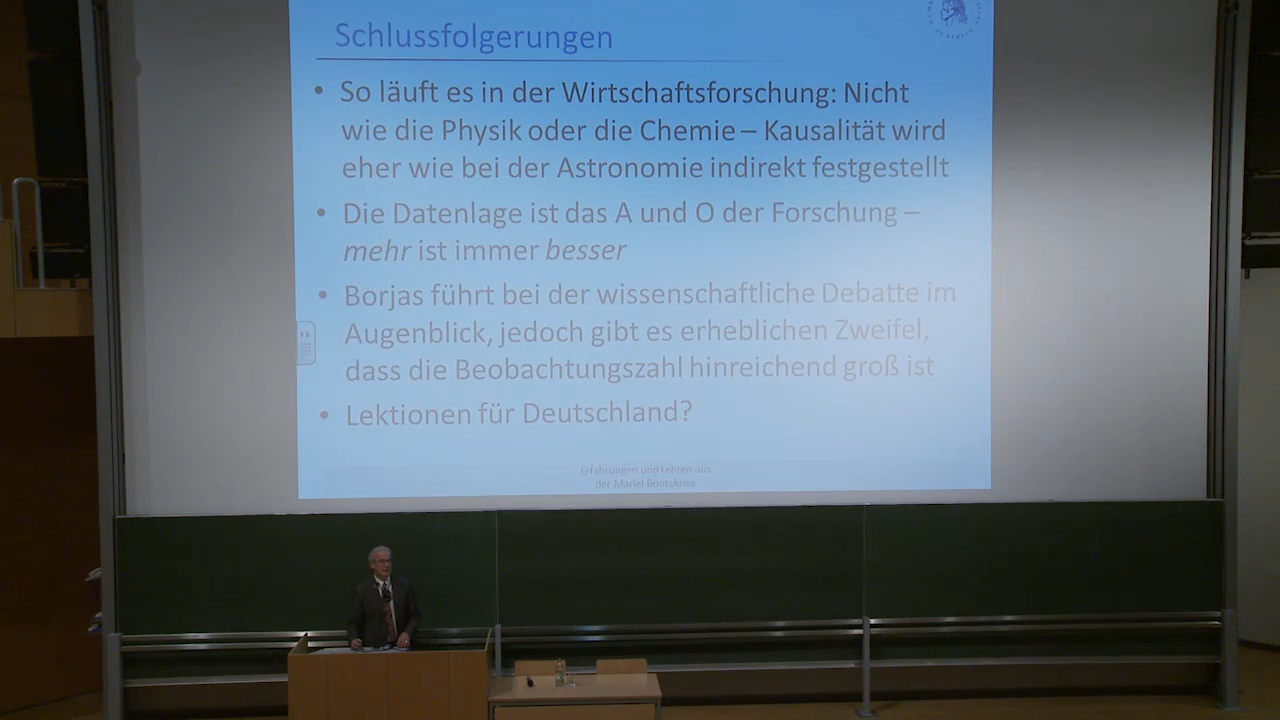 Schlussfolgerungen
• So läuft es in der Wirtschaftsforschung: Nicht
wie die Physik oder die Chemie – Kausalität wird
eher wie bei der Astronomie indirekt festgestellt
• Die Datenlage ist das A und O der Forschung –
mehr ist immer besser
• Borjas führt bei der wissenschaftliche Debatte im
Augenblick, jedoch gibt es erheblichen Zweifel,
dass die Beobachtungszahl hinreichend groß ist
• Lektionen für Deutschland?
Erfahrungen und Lehren aus
der Mariel Bootskrise